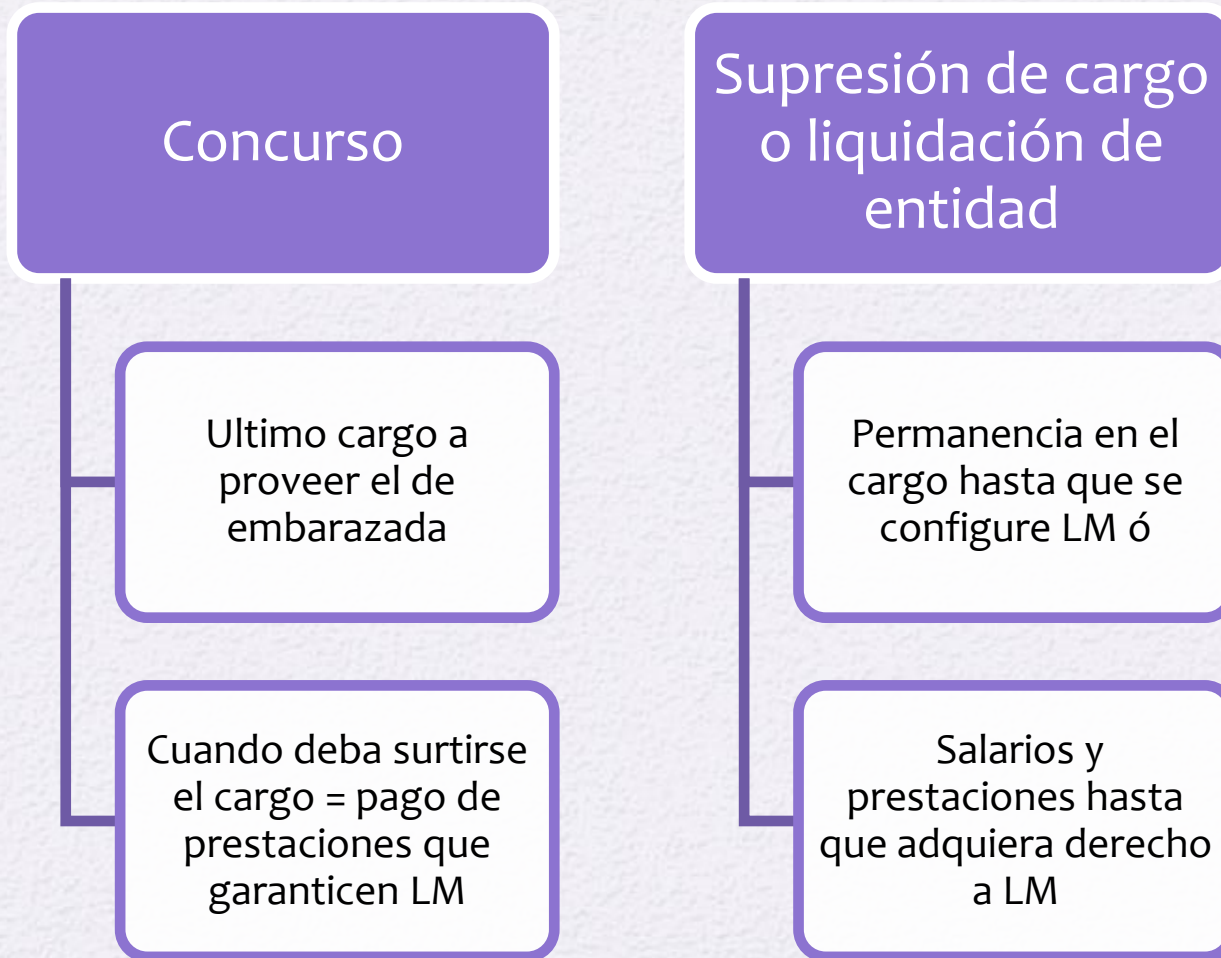 Concurso
Ultimo cargo a
proveer el de
embarazada
Cuando deba surtirse
el cargo = pago de
prestaciones que
garanticen LM
Supresión de cargo
o liquidación de
entidad
Permanencia en el
cargo hasta que se
configure LM ó
Salarios y
prestaciones hasta
que adquiera derecho
a LM